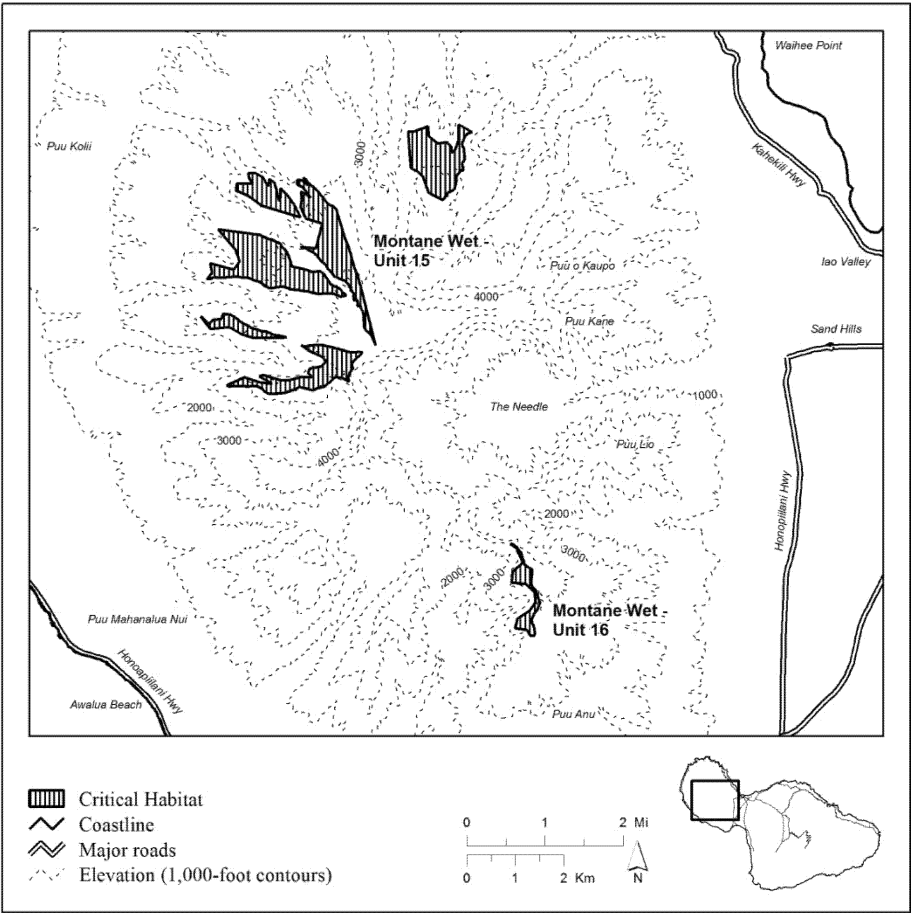 Waihee Point
Puu Kolii
3000
Kahekili Hwy
Montane Wet -
Unit 15
Iao Valley
Puu o Kaupo
4000
Puu Kane
Sand Hills
1000
2000
The Needle
3000
Puu Lio
4000
Honopiilani Hwy
2000
3000
2000
3000
Montane Wet -
Unit 16
Puu Mahanalua Nui
Honoapiilani Hwy
Awalua Beach
Puu Anu
Critical Habitat
Coastline
Major roads
Elevation (1,000-foot contours)
0 1 2 Mi
0 1 2 Km
N